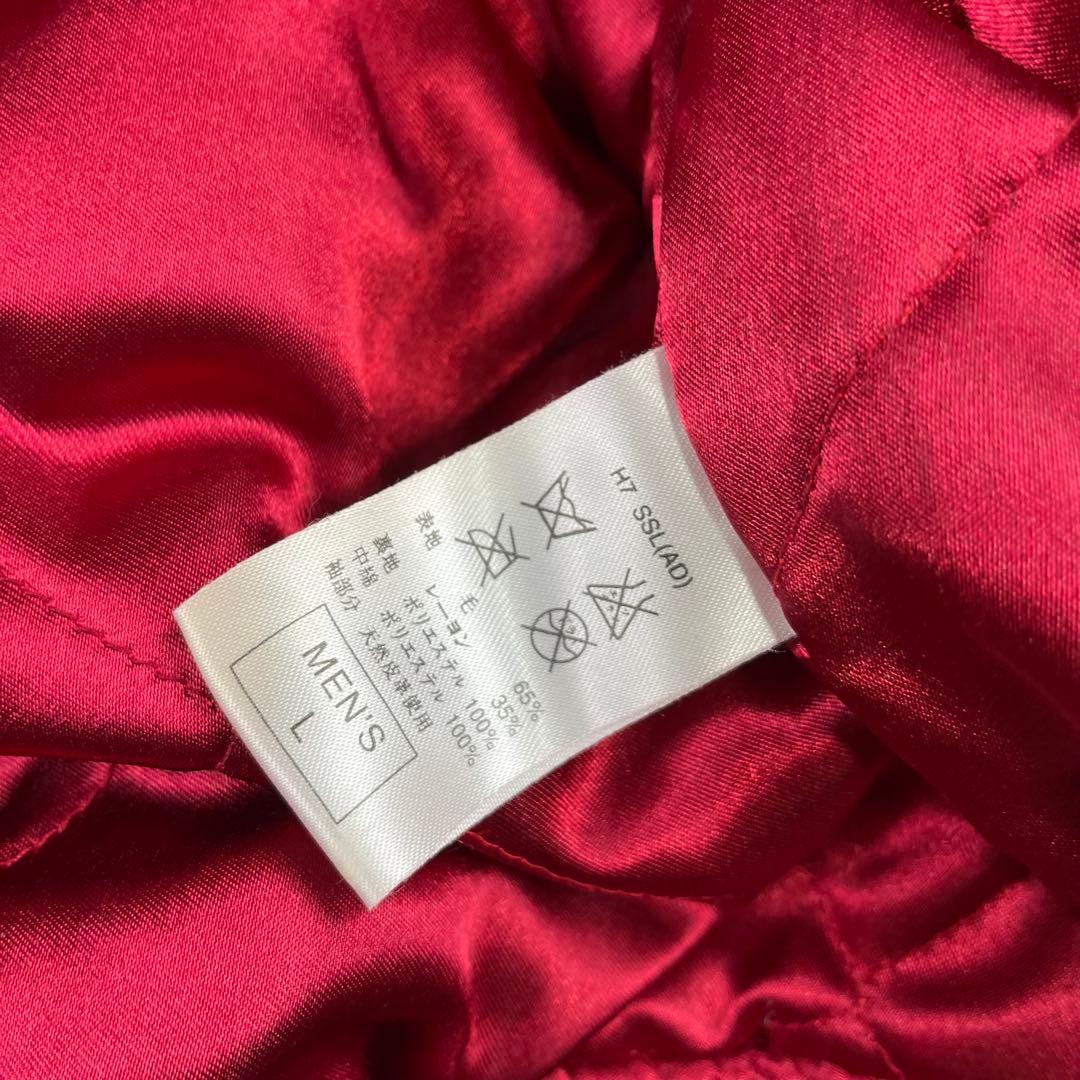 H7 SSL(AD)
表地 毛 65%
レーヨン 35%
裏地 ポリエステル 100%
中綿 ポリエステル 100%
袖部分 天然皮革使用
MEN'S
L